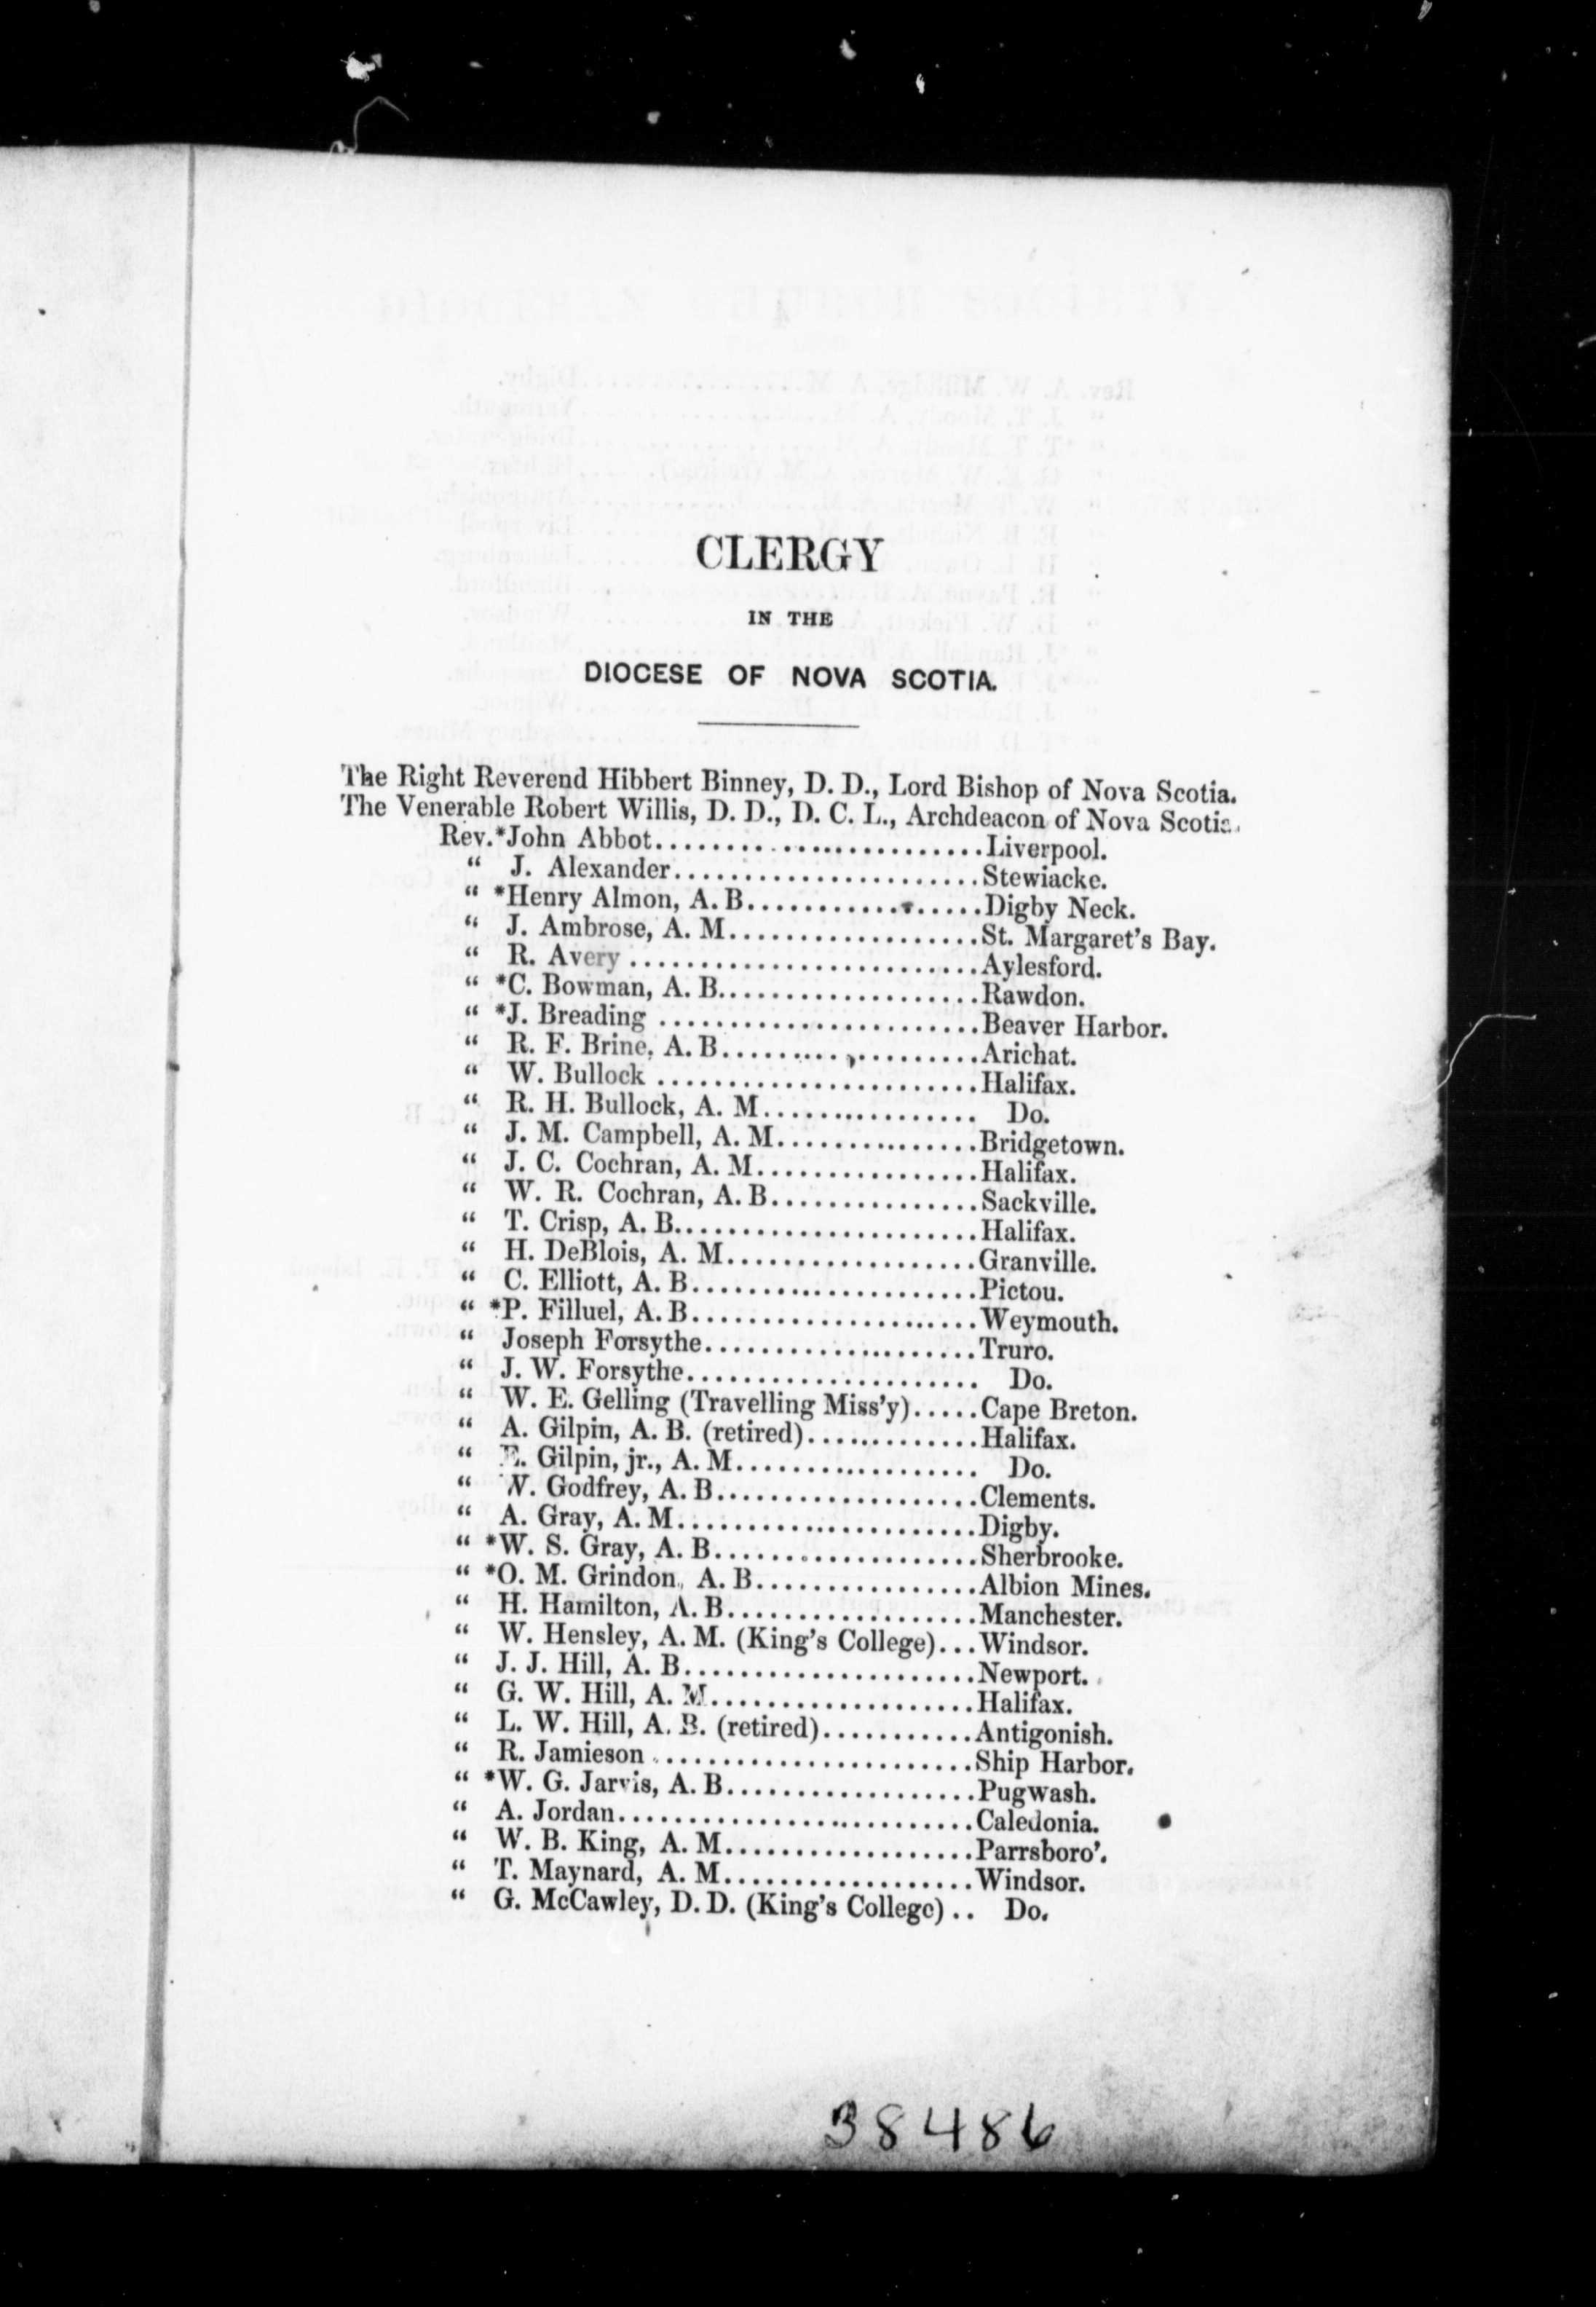 CLERGY
IN THE
DIOCESE OF NOVA SCOTIA.
The Right Reverend Hibbert Binney, D. D., Lord Bishop of Nova Scotia.
The Venerable Robert Willis, D. D., D. C. L., Archdeacon of Nova Scotia.
Rev.*John Abbot..........................Liverpool.
“ J. Alexander......................Stewiacke.
“ *Henry Almon, A. B.................Digby Neck.
“ J. Ambrose, A. M..................St. Margaret's Bay.
“ R. Avery .........................Aylesford.
“ *C. Bowman, A. B...................Rawdon.
“ *J. Breading .......................Beaver Harbor.
“ R. F. Brine, A. B...................Arichat.
“ W. Bullock .......................Halifax.
“ R. H. Bullock, A. M............... Do.
“ J. M. Campbell, A. M..............Bridgetown.
“ J. C. Cochran, A. M................Halifax.
“ W. R. Cochran, A. B...............Sackville.
“ T. Crisp, A. B.....................Halifax.
“ H. DeBlois, A. M..................Granville.
“ C. Elliott, A. B....................Pictou.
“ *P. Filluel, A. B....................Weymouth.
“ Joseph Forsythe...................Truro.
“ J. W. Forsythe..................... Do.
“ W. E. Gelling (Travelling Miss'y).....Cape Breton.
“ A. Gilpin, A. B. (retired)............Halifax.
“ E. Gilpin, jr., A. M................. Do.
“ W. Godfrey, A. B...................Clements.
“ A. Gray, A. M.....................Digby.
“ *W. S. Gray, A. B...................Sherbrooke.
“ *O. M. Grindon, A. B................Albion Mines.
“ H. Hamilton, A. B..................Manchester.
“ W. Hensley, A. M. (King's College)...Windsor.
“ J. J. Hill, A. B.....................Newport.
“ G. W. Hill, A. M...................Halifax.
“ L. W. Hill, A. B. (retired)...........Antigonish.
“ R. Jamieson .......................Ship Harbor.
“ *W. G. Jarvis, A. B..................Pugwash.
“ A. Jordan.........................Caledonia.
“ W. B. King, A. M..................Parrsboro'.
“ T. Maynard, A. M..................Windsor.
“ G. McCawley, D. D. (King's College) .. Do.
38486